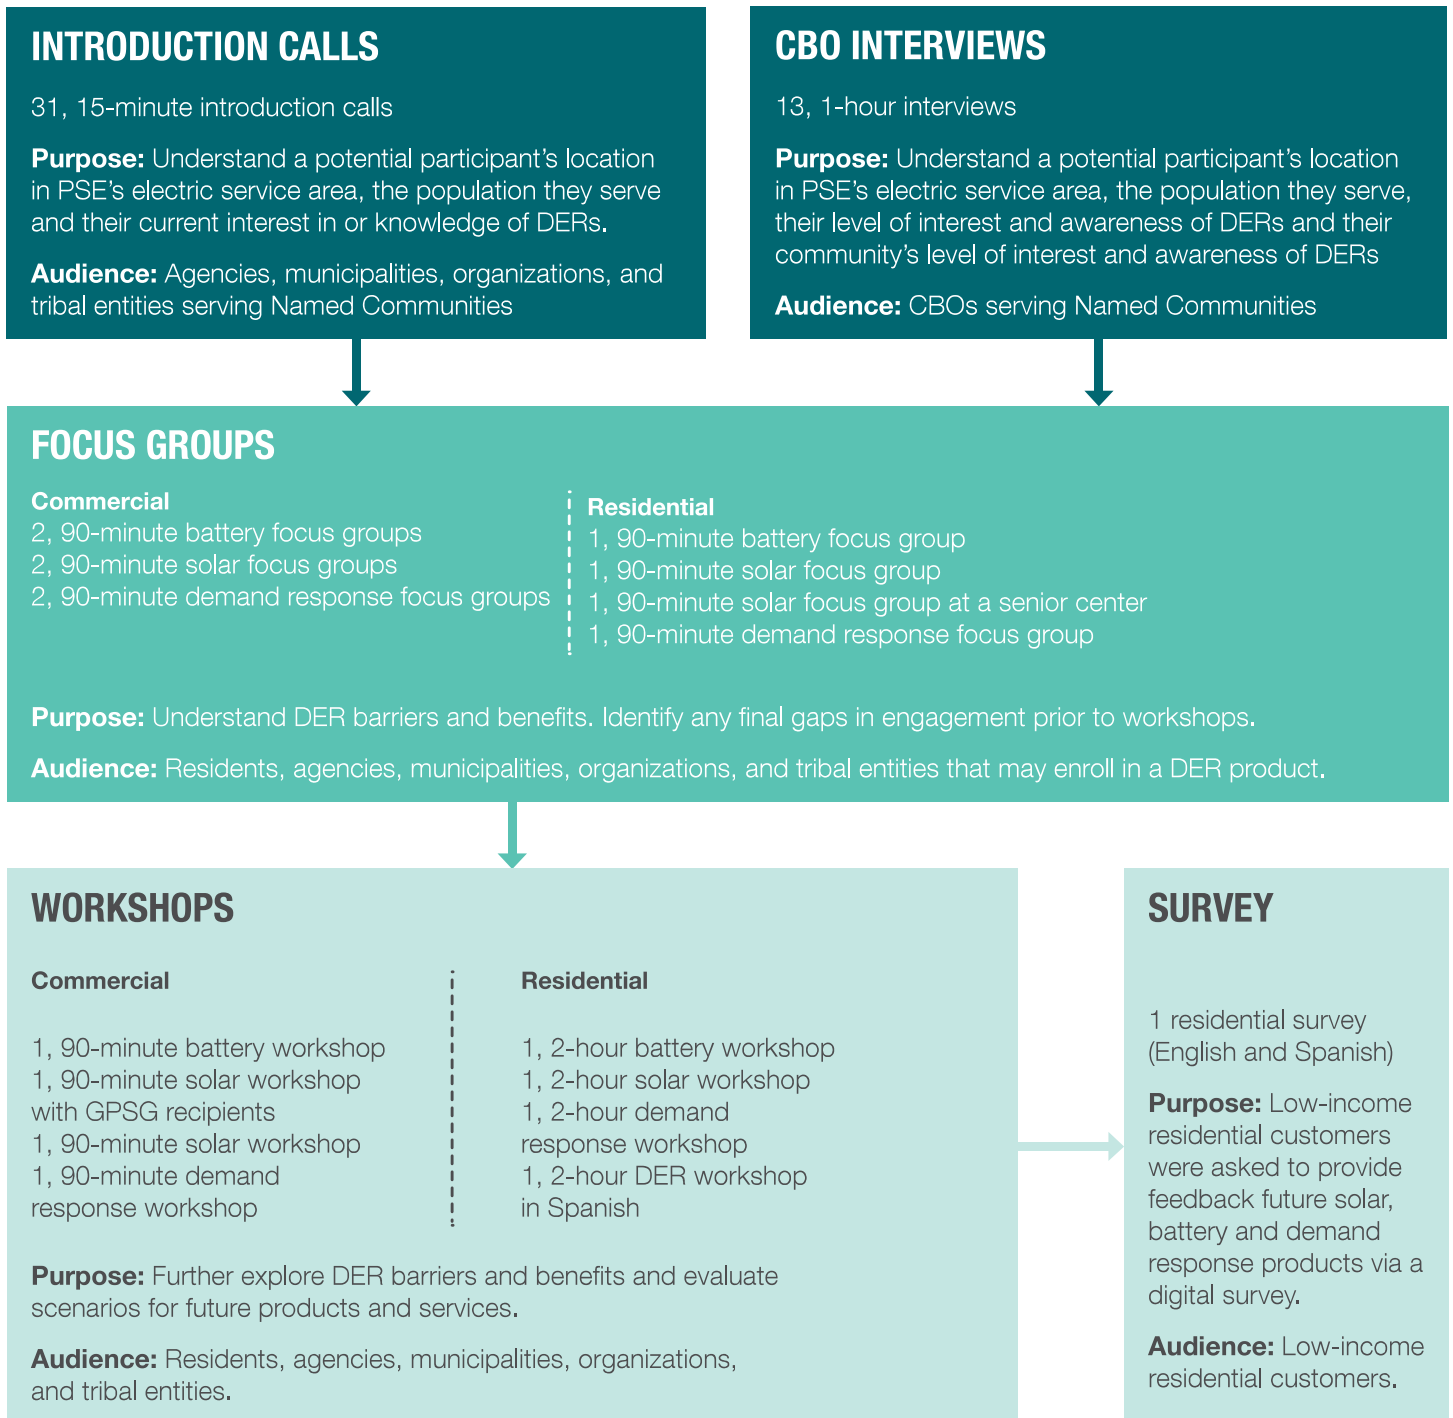 INTRODUCTION CALLS
31, 15-minute introduction calls
Purpose: Understand a potential participant's location
in PSE's electric service area, the population they serve
and their current interest in or knowledge of DERs.
Audience: Agencies, municipalities, organizations, and
tribal entities serving Named Communities
CBO INTERVIEWS
13, 1-hour interviews
Purpose: Understand a potential participant's location
in PSE's electric service area, the population they serve,
their level of interest and awareness of DERs and their
community's level of interest and awareness of DERs
Audience: CBOs serving Named Communities
FOCUS GROUPS
Commercial
2, 90-minute battery focus groups
2, 90-minute solar focus groups
2, 90-minute demand response focus groups
Residential
1, 90-minute battery focus group
1, 90-minute solar focus group
1, 90-minute solar focus group at a senior center
1, 90-minute demand response focus group
Purpose: Understand DER barriers and benefits. Identify any final gaps in engagement prior to workshops.
Audience: Residents, agencies, municipalities, organizations, and tribal entities that may enroll in a DER product.
WORKSHOPS
Commercial
1, 90-minute battery workshop
1, 90-minute solar workshop
with GPSG recipients
1, 90-minute solar workshop
1, 90-minute demand
response workshop
Residential
1, 2-hour battery workshop
1, 2-hour solar workshop
1, 2-hour demand
response workshop
1, 2-hour DER workshop
in Spanish
Purpose: Further explore DER barriers and benefits and evaluate
scenarios for future products and services.
Audience: Residents, agencies, municipalities, organizations,
and tribal entities.
SURVEY
1 residential survey
(English and Spanish)
Purpose: Low-income
residential customers
were asked to provide
feedback future solar,
battery and demand
response products via a
digital survey.
Audience: Low-income
residential customers.